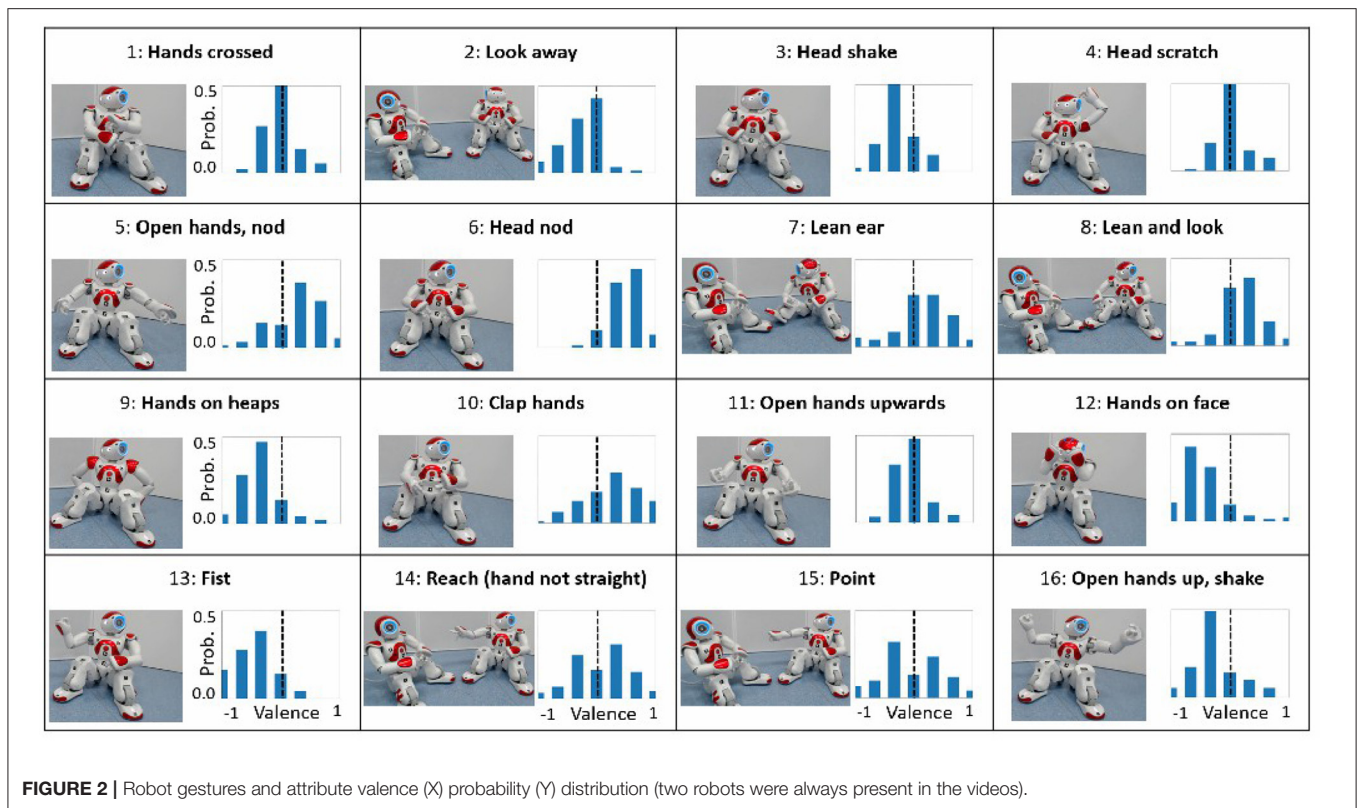 1: Hands crossed
0.5
Prob.
0.0
2: Look away
3: Head shake
4: Head scratch
5: Open hands, nod
0.5
Prob.
0.0
6: Head nod
7: Lean ear
8: Lean and look
9: Hands on heaps
0.5
Prob.
0.0
10: Clap hands
11: Open hands upwards
12: Hands on face
13: Fist
0.5
Prob.
0.0
-1 Valence 1
14: Reach (hand not straight)
-1 Valence 1
15: Point
-1 Valence 1
16: Open hands up, shake
-1 Valence 1
FIGURE 2 | Robot gestures and attribute valence (X) probability (Y) distribution (two robots were always present in the videos).